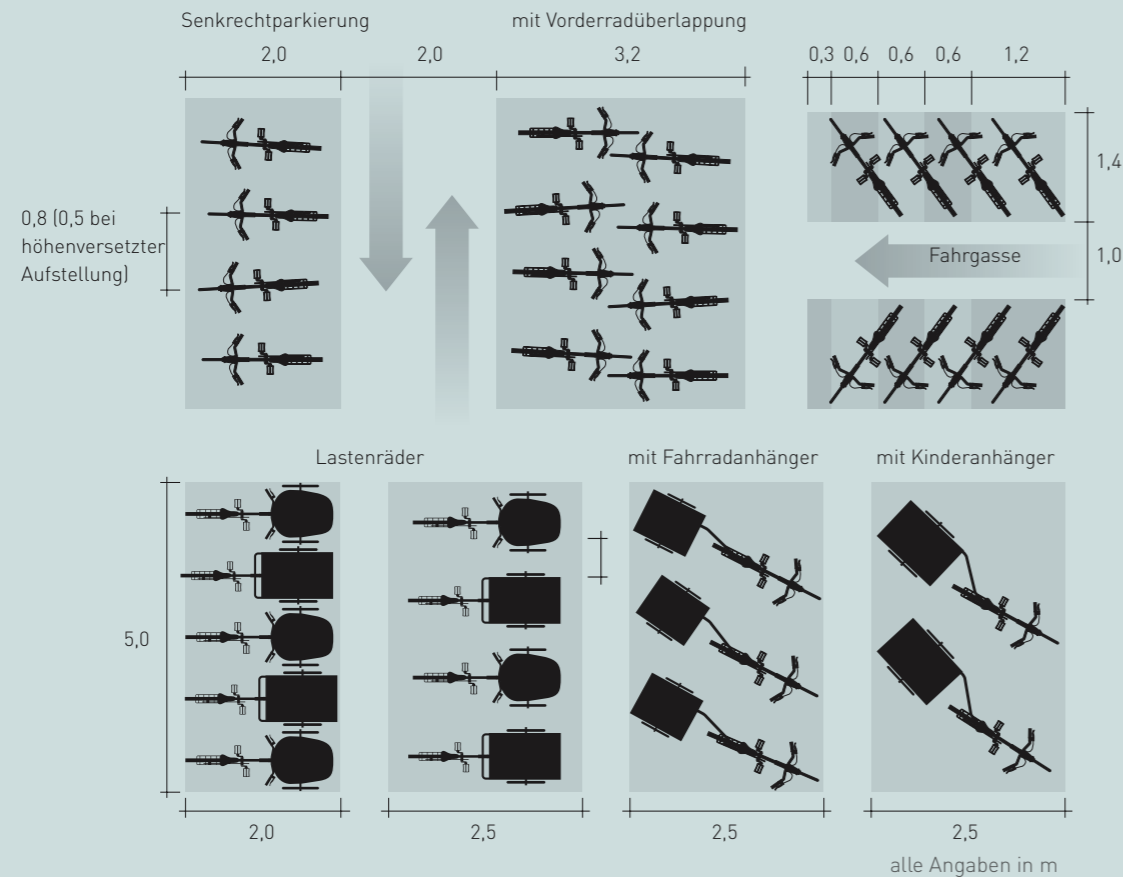 Senkrechtparkierung
mit Vorderradüberlappung
2,0
2,0
3,2
0,3
0,6
0,6
0,6
1,2
0,8 (0,5 bei
höhenversetzter
Aufstellung)
1,4
Fahrgasse
1,0
Lastenräder
mit Fahrradanhänger
mit Kinderanhänger
5,0
2,0
2,5
2,5
2,5
alle Angaben in m